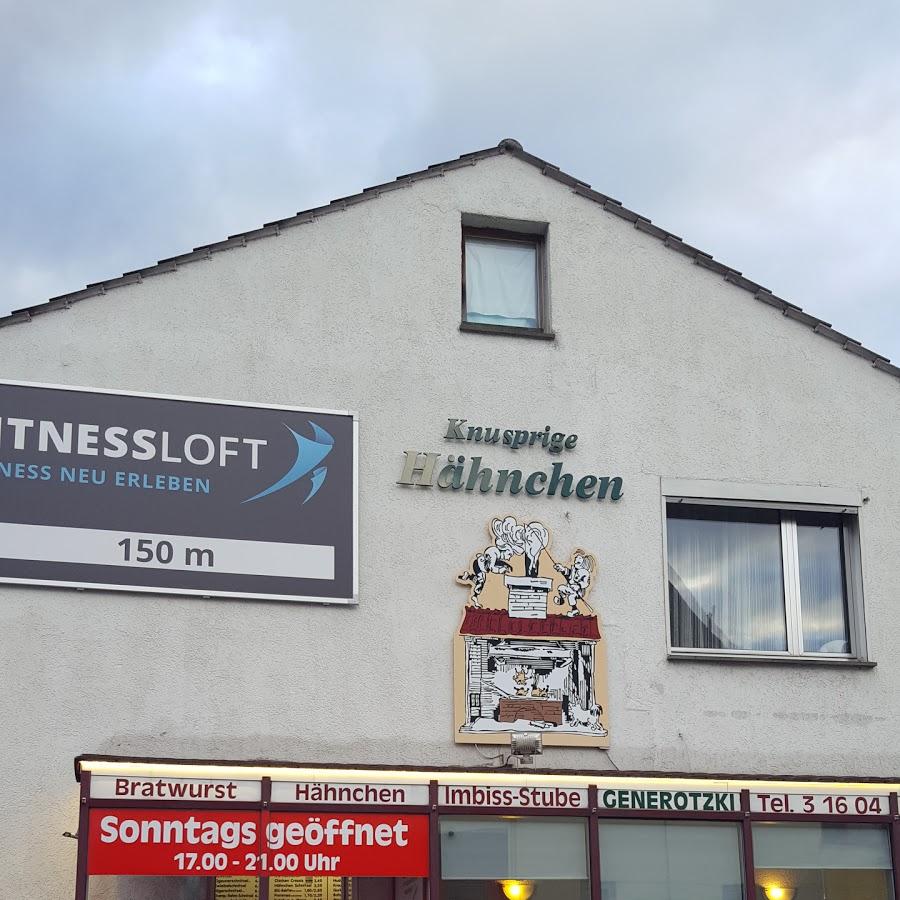 ITNESSLOFT
NESS NEU ERLEBEN
150 m
Knusprige
Hähnchen
Bratwurst
Hähnchen
Imbiss-Stube
GENEROTZKI
Tel. 3 16 04
Sonntags geöffnet
17.00 - 21.00 Uhr